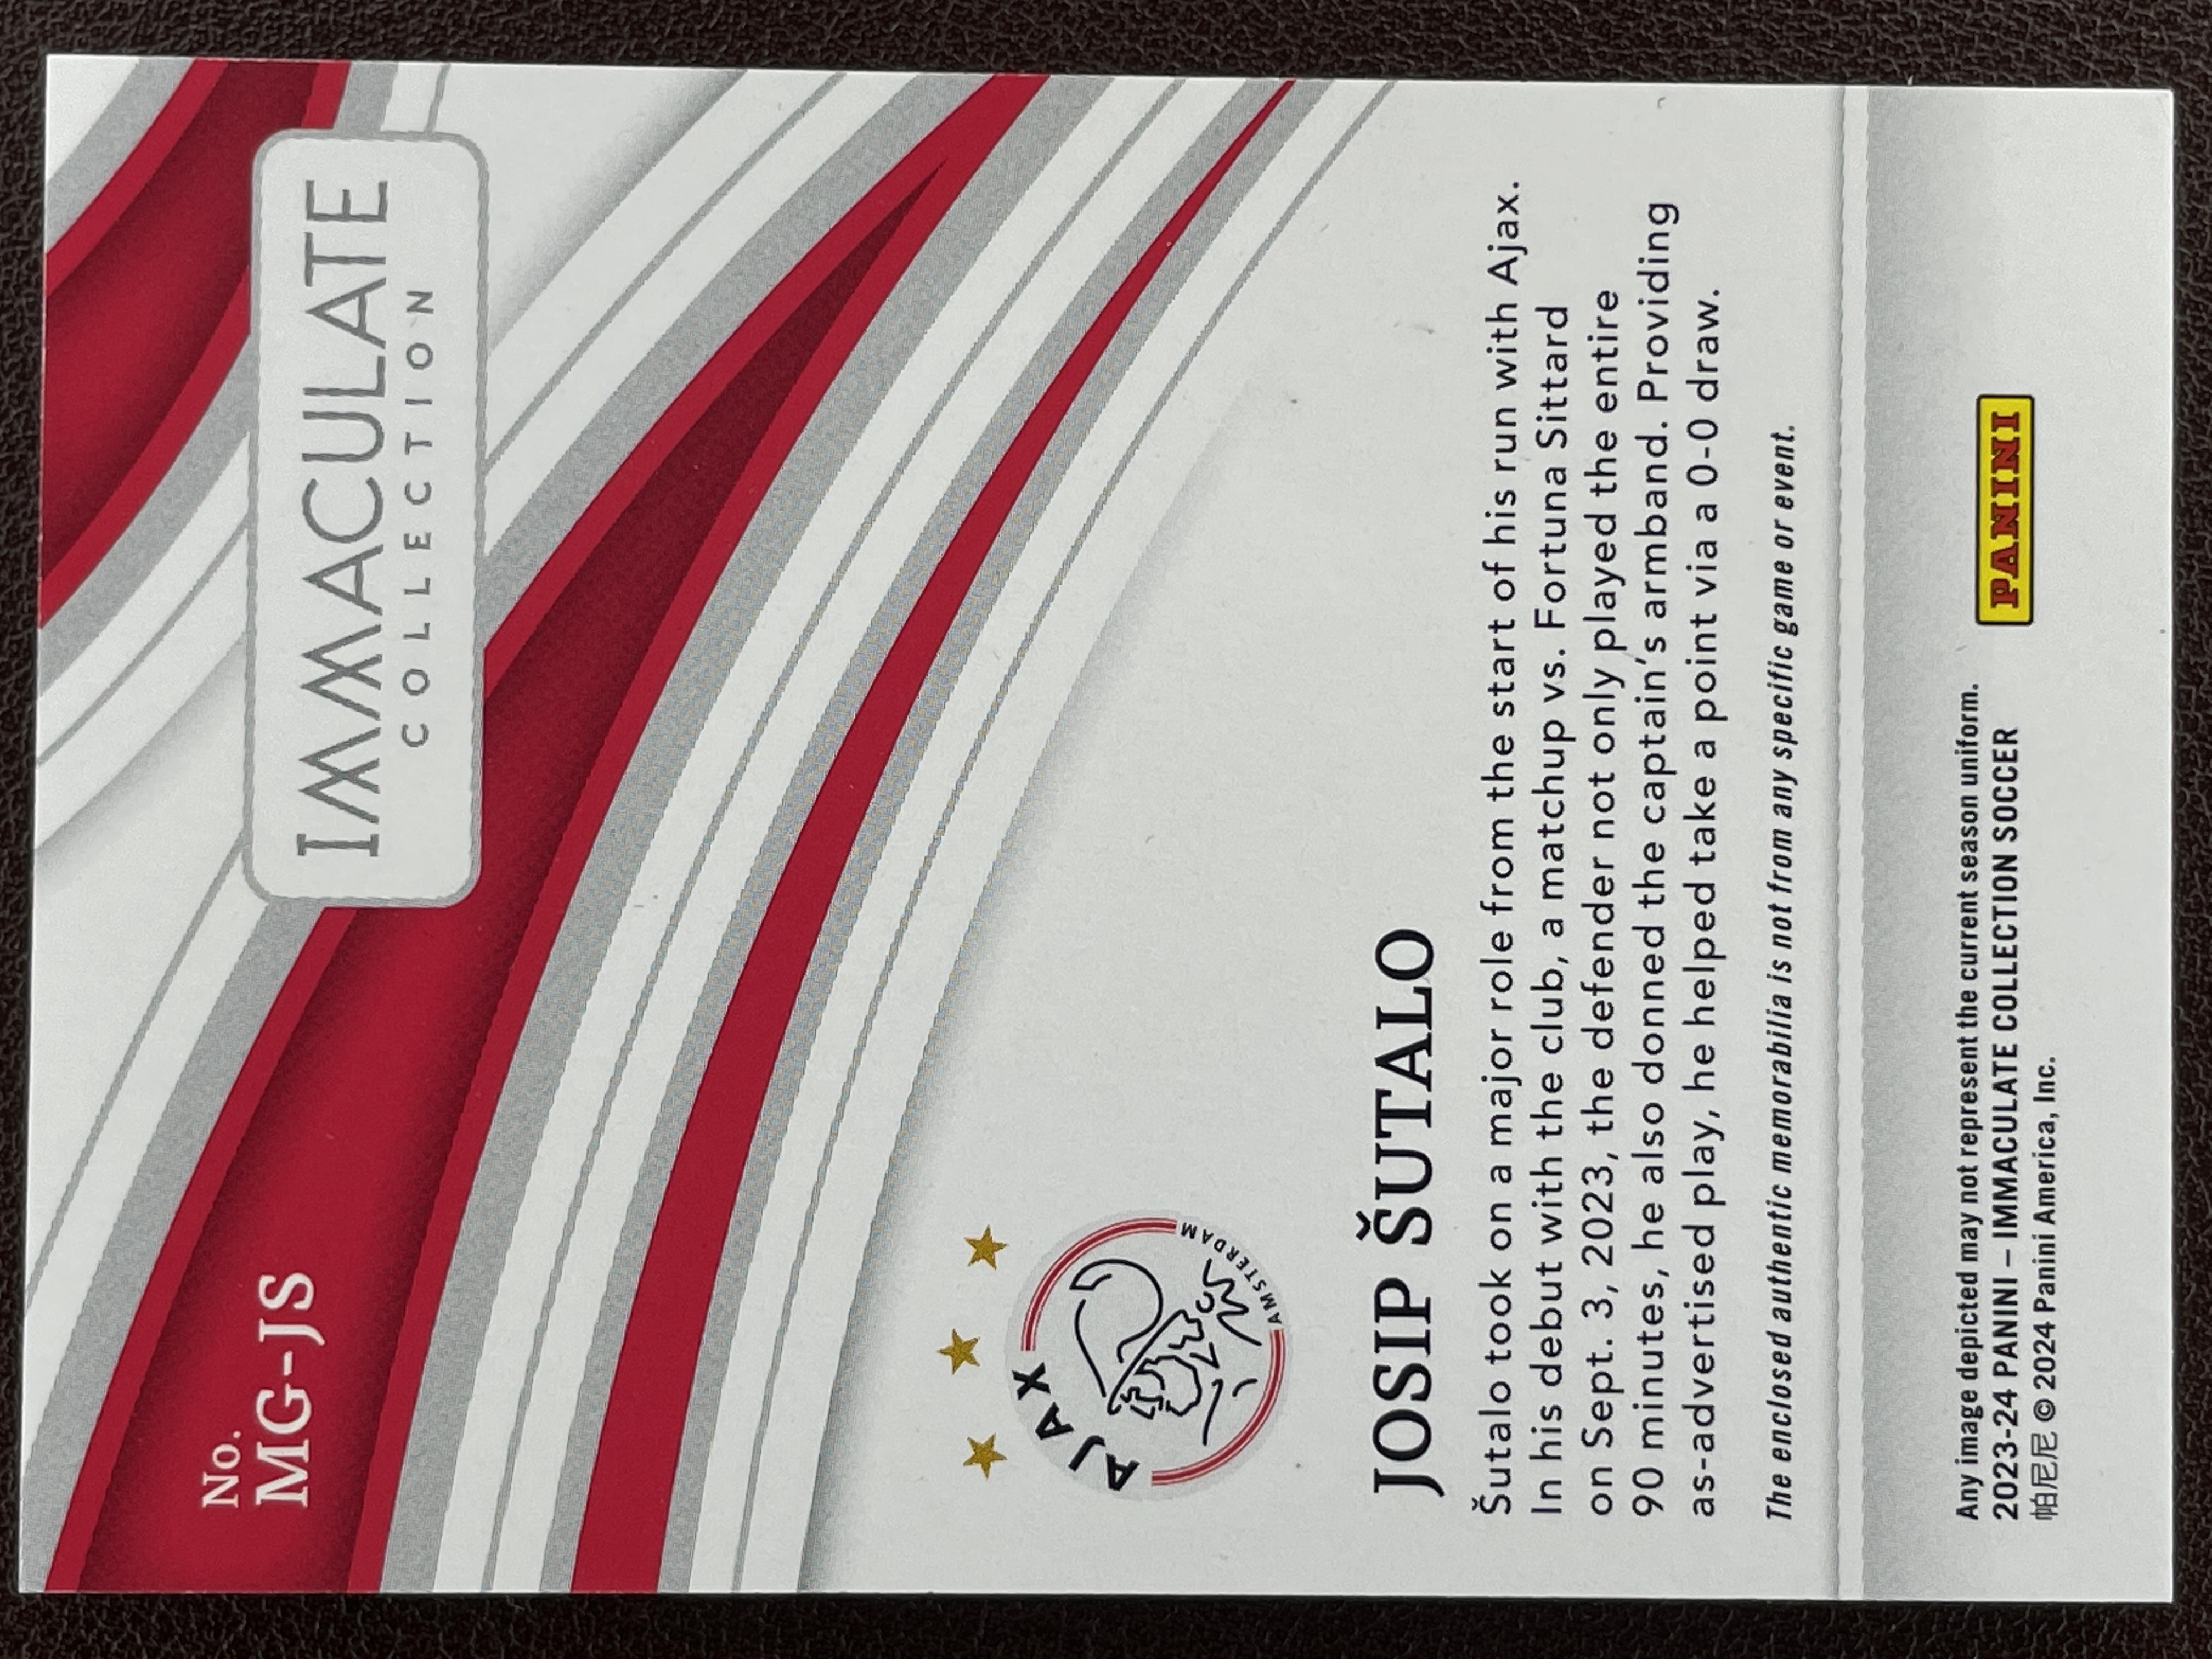 No.
MG-JS
IMMACULATE
COLLECTION
AJAX
AMSTERDAM
JOSIP ŠUTALO
Šutalo took on a major role from the start of his run with Ajax.
In his debut with the club, a matchup vs. Fortuna Sittard
on Sept. 3, 2023, the defender not only played the entire
90 minutes, he also donned the captain's armband. Providing
as-advertised play, he helped take a point via a 0-0 draw.
The enclosed authentic memorabilia is not from any specific game or event.
Any image depicted may not represent the current season uniform.
2023-24 PANINI – IMMACULATE COLLECTION SOCCER
帕尼尼 © 2024 Panini America, Inc.
PANINI